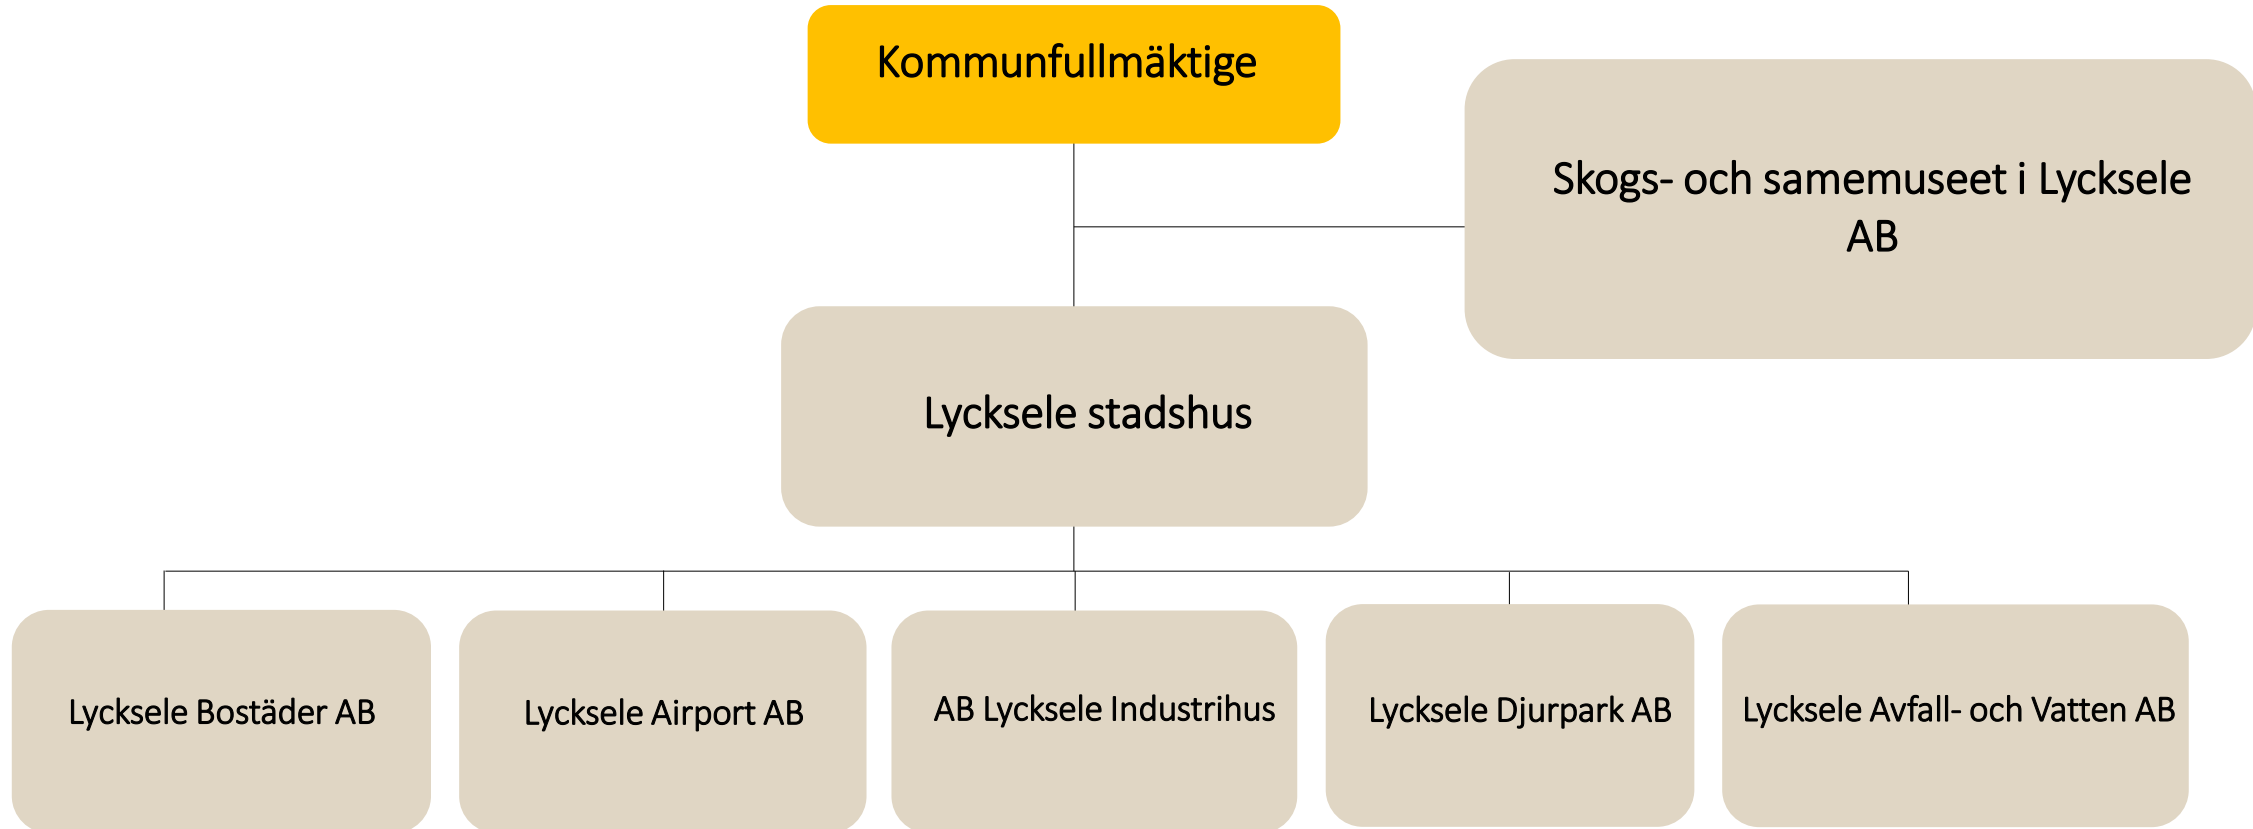 Kommunfullmäktige
Skogs- och samemuseet i Lycksele
AB
Lycksele stadshus
Lycksele Bostäder AB
Lycksele Airport AB
AB Lycksele Industrihus
Lycksele Djurpark AB
Lycksele Avfall- och Vatten AB